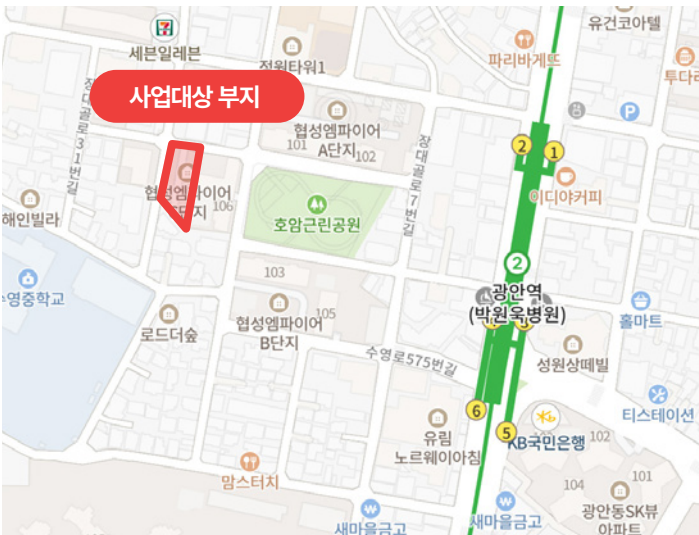 유건코아텔
세븐일레븐
파리바게뜨
정원타워1
투다리
사업대상 부지
장대골로31번길
협성엠파이어
A단지
101
102
장대골로7번길
P
2
1
이디야커피
협성엠파이어
106
해인빌라
호암근린공원
2
광안역
(박원욱병원)
103
수영중학교
105
협성엠파이어
B단지
로드더숲
홀마트
수영로575번길
성원상떼빌
티스테이션
6
5
KB국민은행
102
유림
노르웨이아침
맘스터치
104
101
광안동SK뷰
아파트
새마을금고
새마을금고